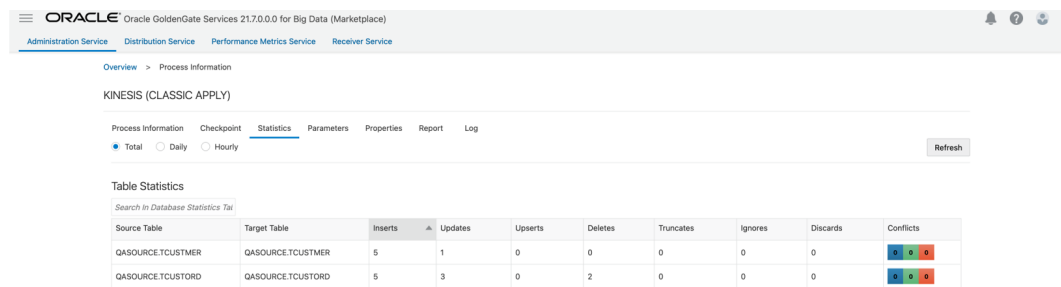 ORACLE Oracle GoldenGate Services 21.7.0.0.0 for Big Data (Marketplace)
Administration Service Distribution Service Performance Metrics Service Receiver Service
Overview > Process Information
KINESIS (CLASSIC APPLY)
Process Information Checkpoint Statistics Parameters Properties Report Log
Total Daily Hourly Refresh
Table Statistics
Search In Database Statistics Tal
Source Table Target Table Inserts Updates Upserts Deletes Truncates Ignores Discards Conflicts
QASOURCE.TCUSTMER QASOURCE.TCUSTMER 5 1 0 0 0 0 0 0 0 0
QASOURCE.TCUSTORD QASOURCE.TCUSTORD 5 3 0 2 0 0 0 0 0 0